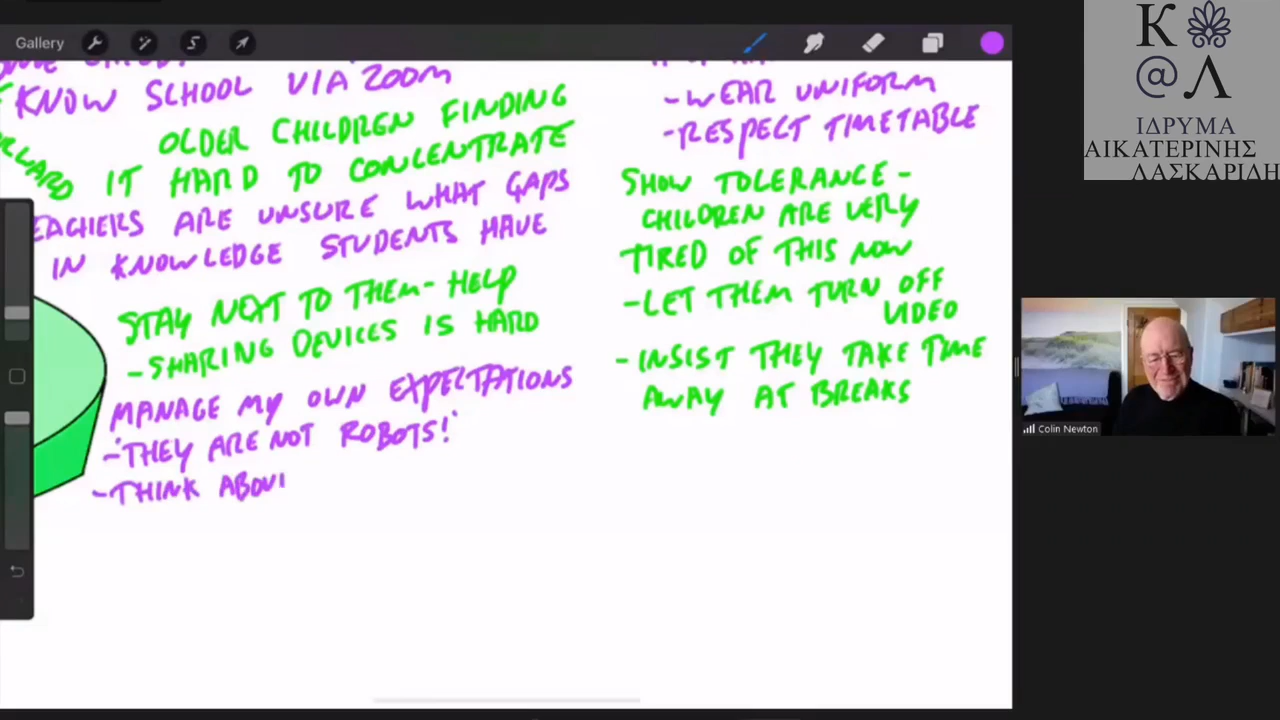 Gallery
KNOW SCHOOL VIA ZOOM
OLDER CHILDREN FINDING
IT HARD TO CONCENTRATE
EACHERS ARE UNSURE WHAT GAPS
IN KNOWLEDGE STUDENTS HAVE
STAY NEXT TO THEM - HELP
- SHARING DEVICES IS HARD
MANAGE MY OWN EXPECTATIONS
- 'THEY ARE NOT ROBOTS!'
- THINK ABOU
- WEAR UNIFORM
- RESPECT TIMETABLE
SHOW TOLERANCE -
CHILDREN ARE VERY
TIRED OF THIS NOW
- LET THEM TURN OFF
VIDEO
- INSIST THEY TAKE TIME
AWAY AT BREAKS
Κ
@Λ
ΙΔΡΥΜΑ
ΑΙΚΑΤΕΡΙΝΗΣ
ΛΑΣΚΑΡΙΔΗ
Colin Newton